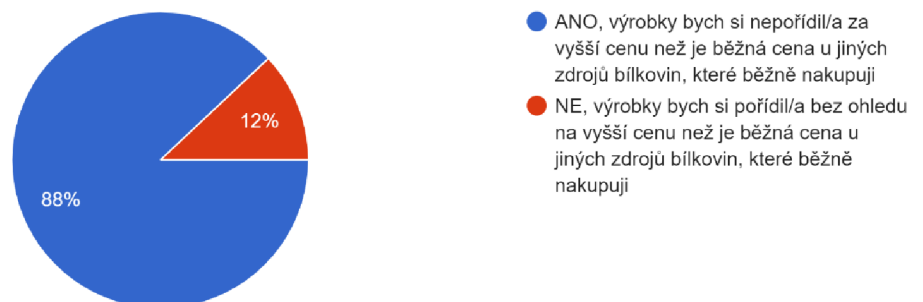 88%
12%
ANO, výrobky bych si nepořídil/a za
vyšší cenu než je běžná cena u jiných
zdrojů bílkovin, které běžně nakupuji
NE, výrobky bych si pořídil/a bez ohledu
na vyšší cenu než je běžná cena u
jiných zdrojů bílkovin, které běžně
nakupuji